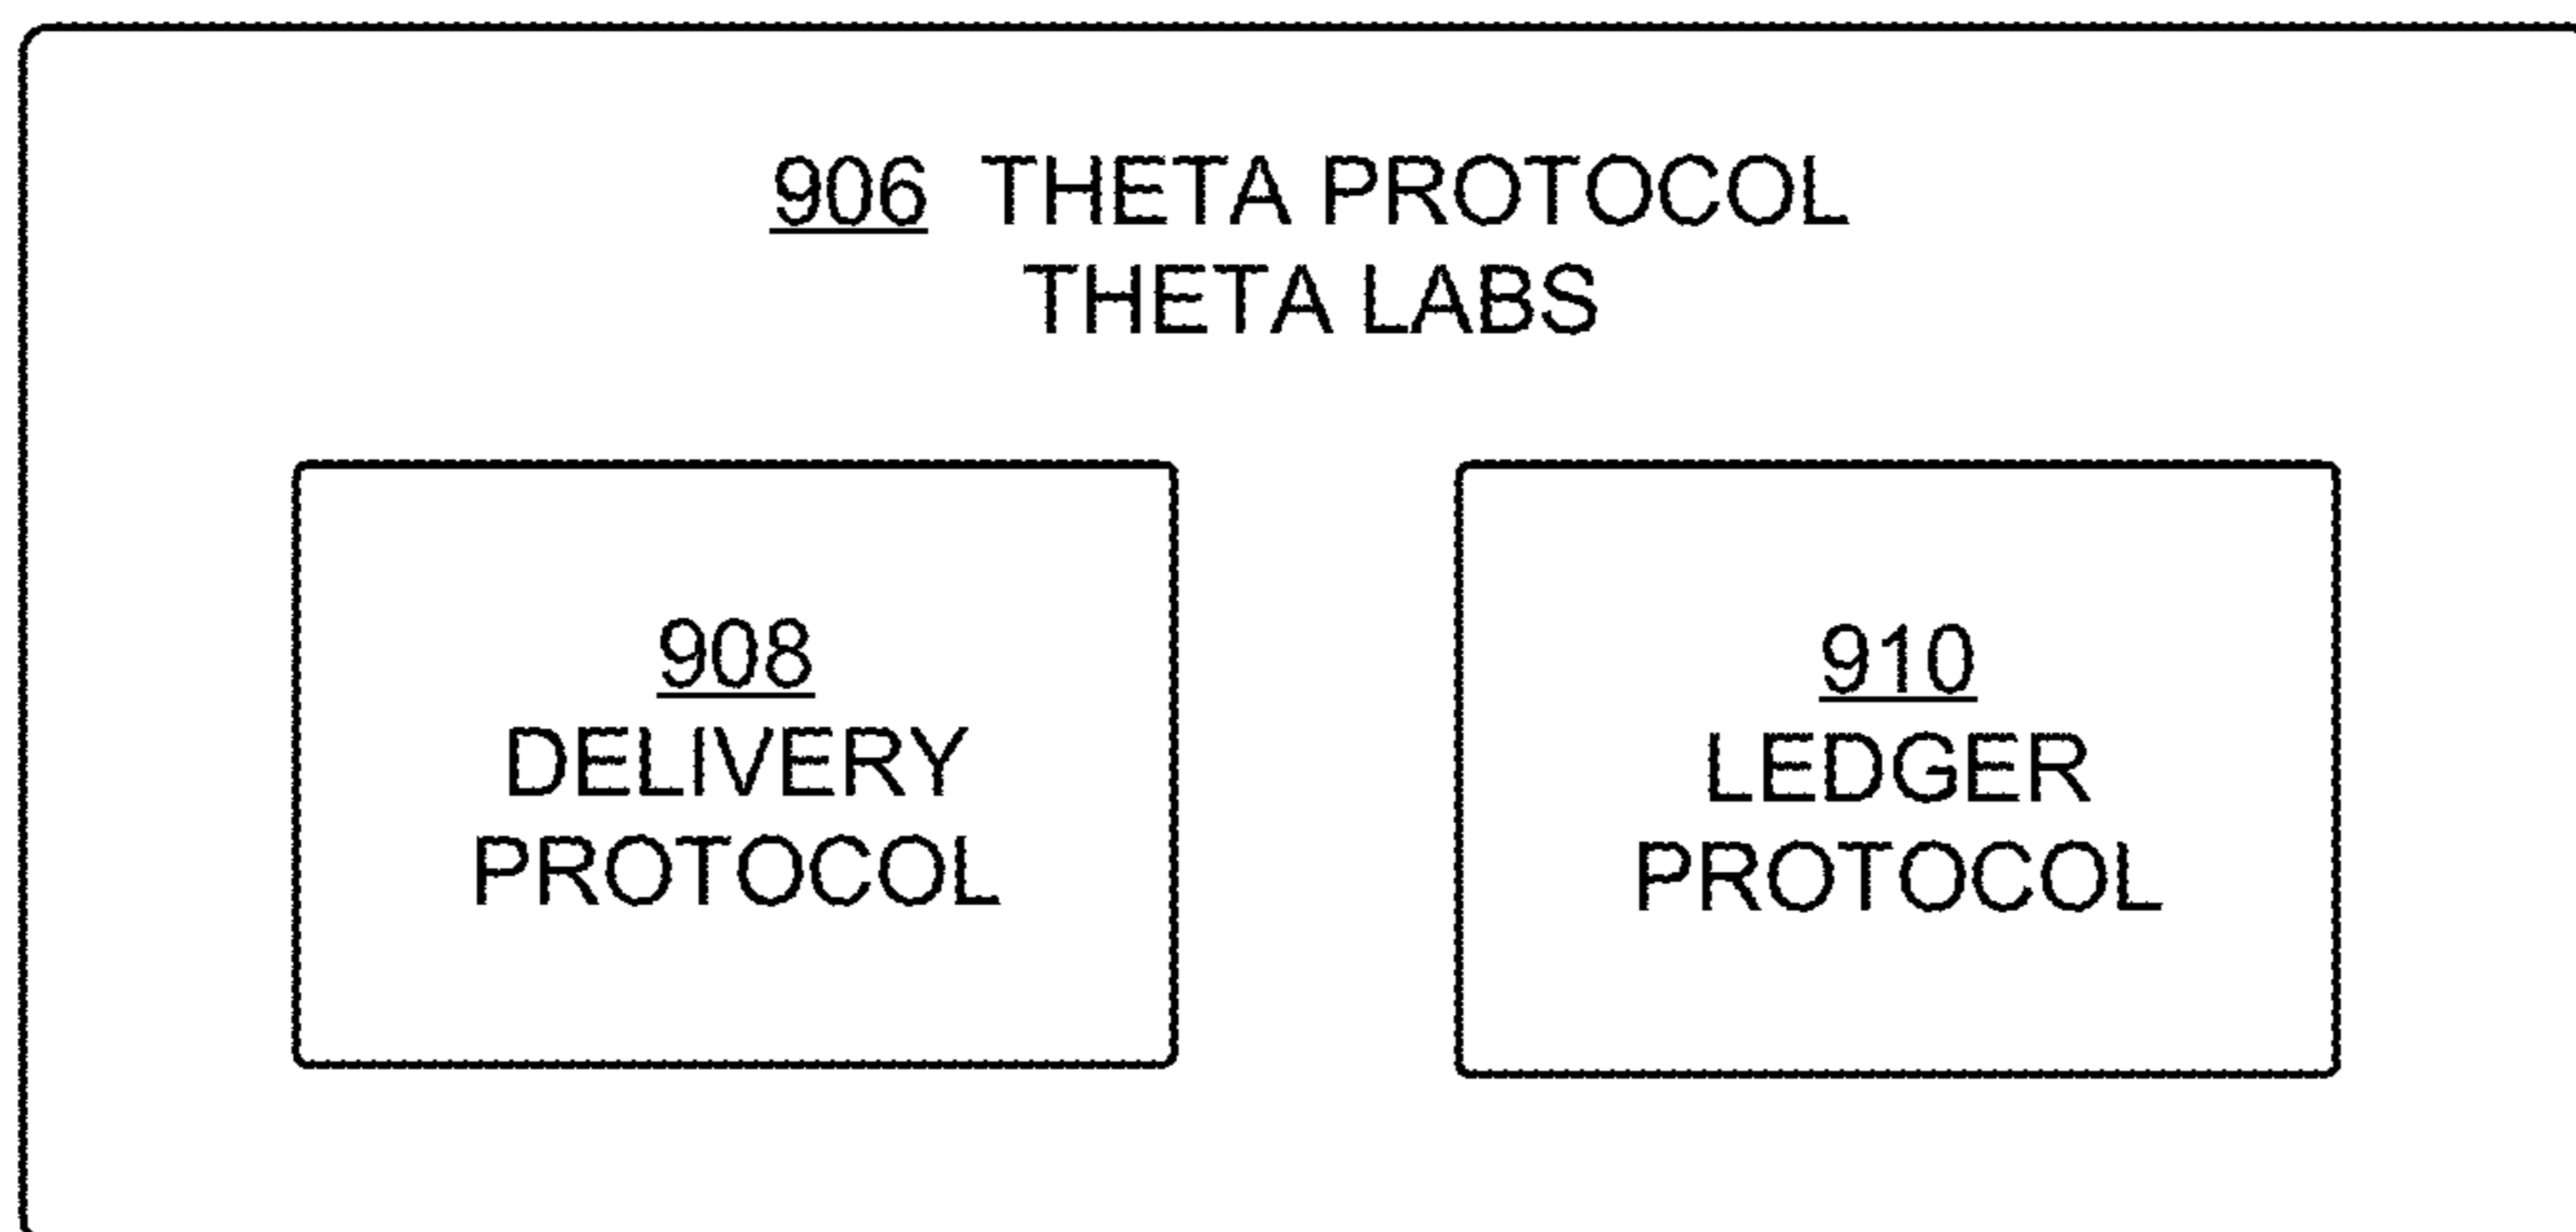 906 THETA PROTOCOL
THETA LABS
908
DELIVERY
PROTOCOL
910
LEDGER
PROTOCOL